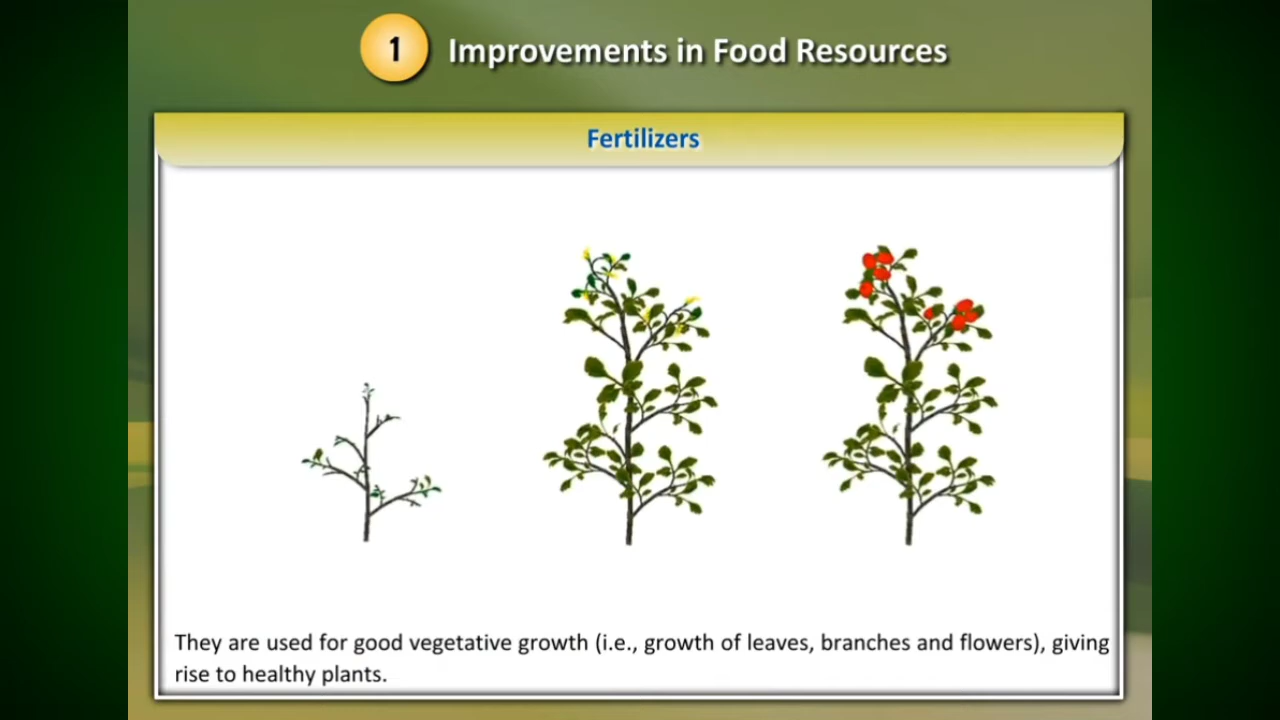 1
Improvements in Food Resources
Fertilizers
They are used for good vegetative growth (i.e., growth of leaves, branches and flowers), giving
rise to healthy plants.